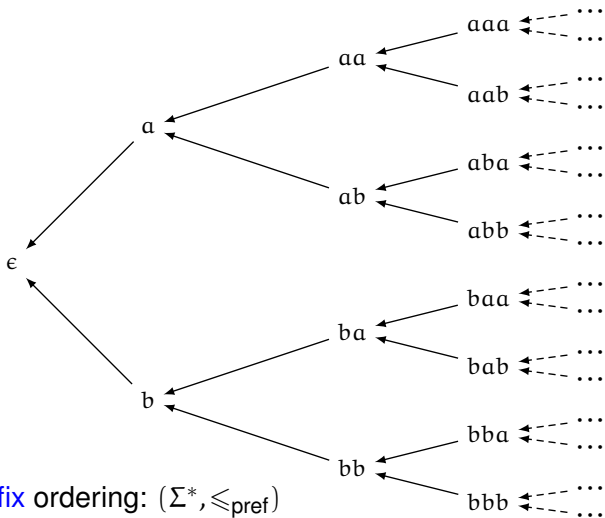 aaa ...
...
aa
aab ...
...
a
aba ...
...
ab
abb ...
...
ϵ
baa ...
...
ba
bab ...
...
b
bba ...
...
bb
fix ordering: (Σ*, ⩽pref)
bbb ...
...